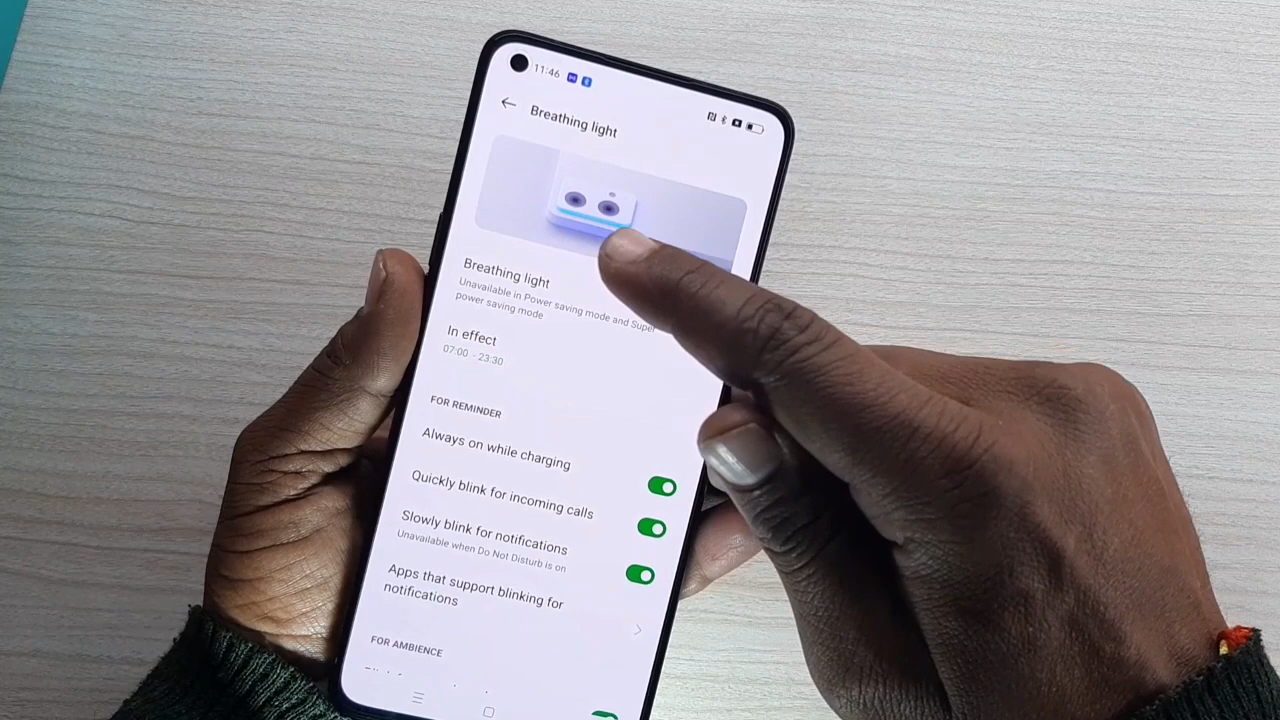 11:46
Breathing light
Breathing light
Unavailable in Power saving mode and Super
power saving mode
In effect
07:00 - 23:30
FOR REMINDER
Always on while charging
Quickly blink for incoming calls
Slowly blink for notifications
Unavailable when Do Not Disturb is on
Apps that support blinking for
notifications
FOR AMBIENCE